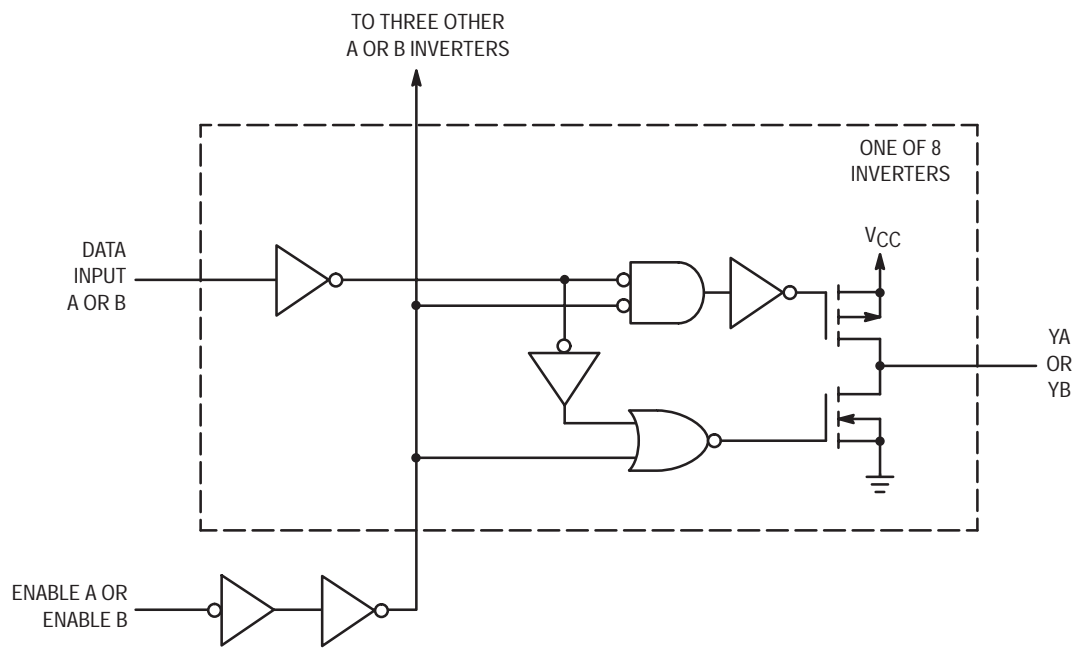 TO THREE OTHER
A OR B INVERTERS
ONE OF 8
INVERTERS
VCC
DATA
INPUT
A OR B
YA
OR
YB
ENABLE A OR
ENABLE B